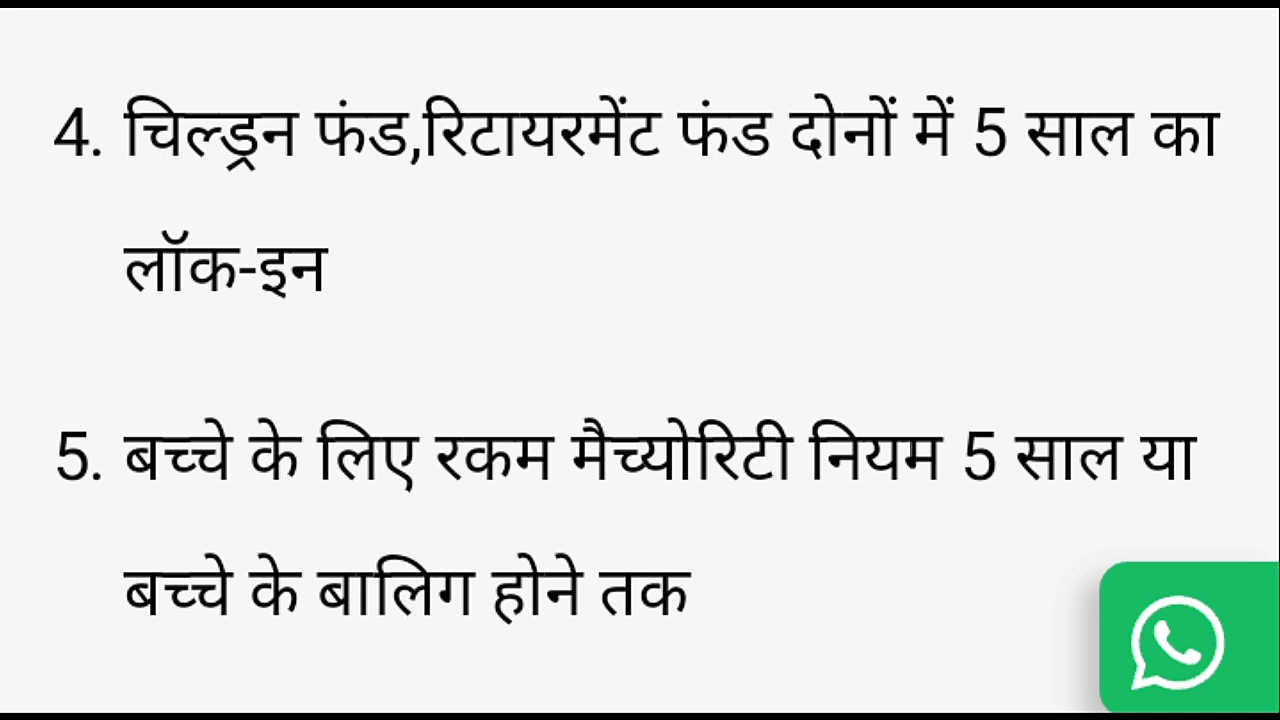 4. चिल्ड्रन फंड,रिटायरमेंट फंड दोनों में 5 साल का
लॉक-इन
5. बच्चे के लिए रकम मैच्योरिटी नियम 5 साल या
बच्चे के बालिग होने तक